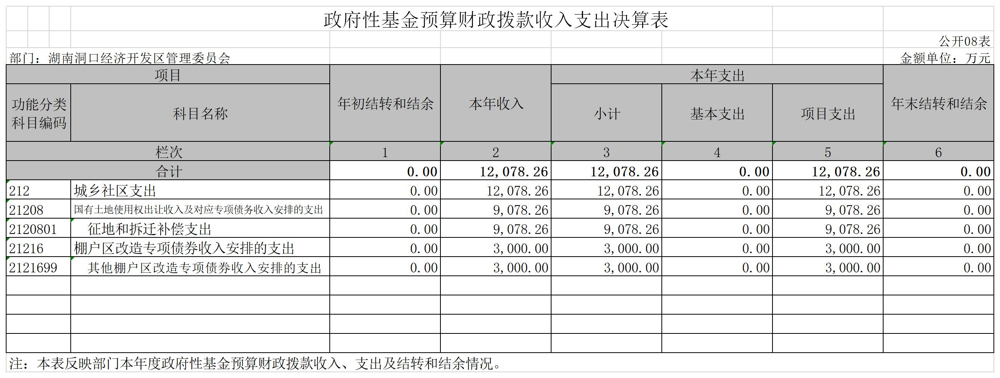 政府性基金预算财政拨款收入支出决算表
公开08表
部门：湖南洞口经济开发区管理委员会 金额单位：万元
项目 年初结转和结余 本年收入 本年支出 年末结转和结余
功能分类科目编码 科目名称 小计 基本支出 项目支出
栏次 1 2 3 4 5 6
合计 0.00 12,078.26 12,078.26 0.00 12,078.26 0.00
212 城乡社区支出 0.00 12,078.26 12,078.26 0.00 12,078.26 0.00
21208 国有土地使用权出让收入及对应专项债务收入安排的支出 0.00 9,078.26 9,078.26 0.00 9,078.26 0.00
2120801 征地和拆迁补偿支出 0.00 9,078.26 9,078.26 0.00 9,078.26 0.00
21216 棚户区改造专项债券收入安排的支出 0.00 3,000.00 3,000.00 0.00 3,000.00 0.00
2121699 其他棚户区改造专项债券收入安排的支出 0.00 3,000.00 3,000.00 0.00 3,000.00 0.00
注：本表反映部门本年度政府性基金预算财政拨款收入、支出及结转和结余情况。